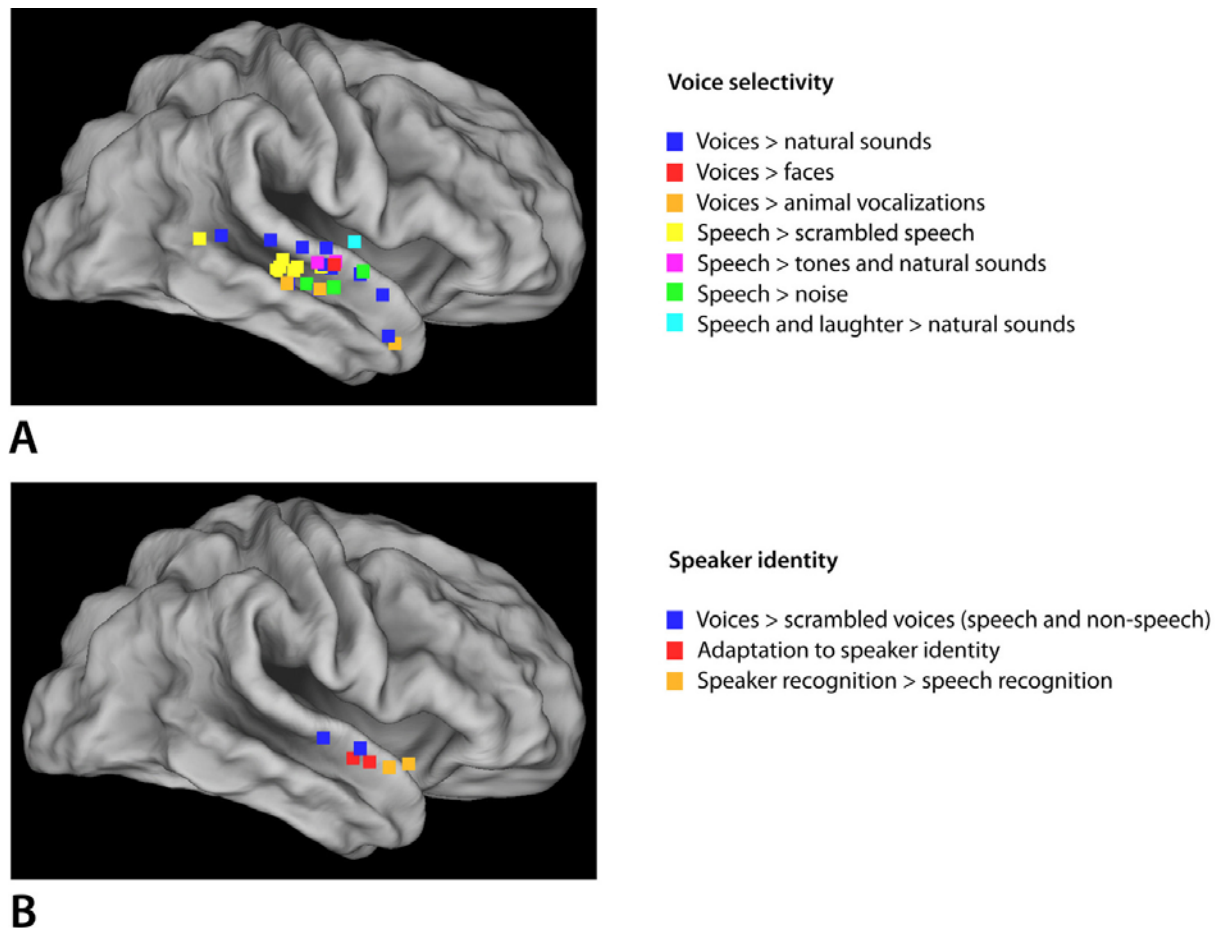 Voice selectivity
Voices > natural sounds
Voices > faces
Voices > animal vocalizations
Speech > scrambled speech
Speech > tones and natural sounds
Speech > noise
Speech and laughter > natural sounds
A
Speaker identity
Voices > scrambled voices (speech and non-speech)
Adaptation to speaker identity
Speaker recognition > speech recognition
B